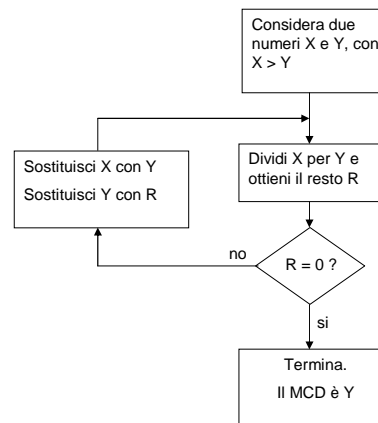 Considera due
numeri X e Y, con
X > Y
Sostituisci X con Y
Sostituisci Y con R
Dividi X per Y e
ottieni il resto R
no
R = 0 ?
si
Termina.
Il MCD è Y